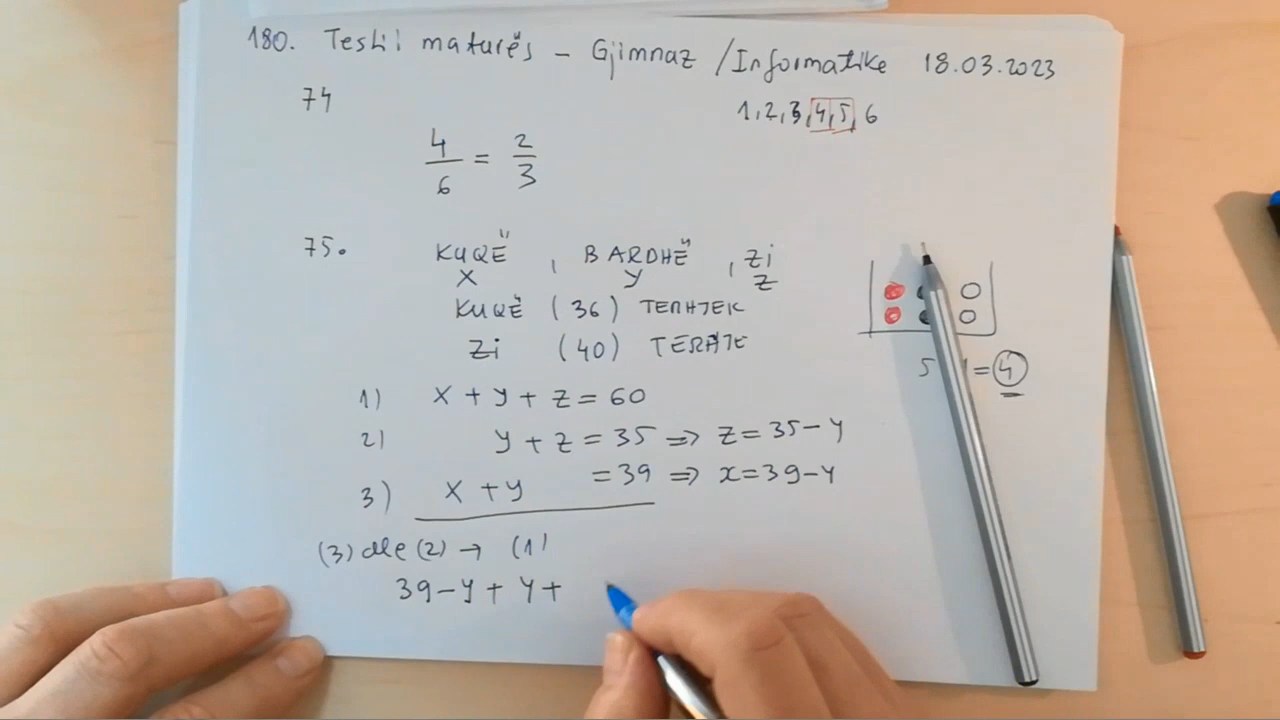 180. Testi i maturës - Gjimnaz / Informatike 18.03.2023
74
1,2,3,4,5,6
4/6 = 2/3
75. KUQË , BARDHË , Zi
X Y Z
KUQË (36)
Zi (40)
5 = 4
1) X + y + z = 60
2) y + z = 35 => z = 35 - y
3) X + y = 39 => x = 39 - y
(3) dhe (2) → (1)
39 - y + y +